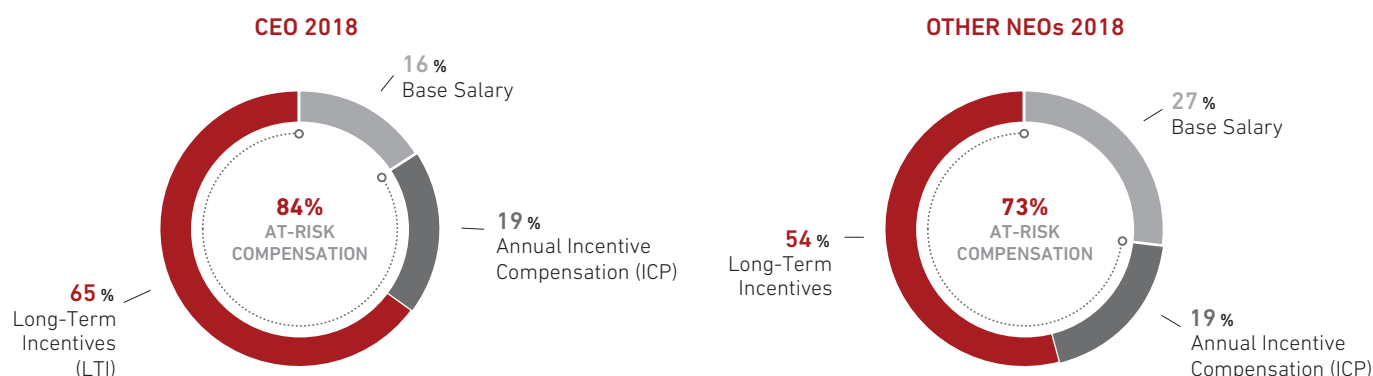 CEO 2018
16 %
Base Salary
84%
AT-RISK
COMPENSATION
19 %
Annual Incentive
Compensation (ICP)
65 %
Long-Term
Incentives
(LTI)
OTHER NEOs 2018
27 %
Base Salary
73%
AT-RISK
COMPENSATION
54 %
Long-Term
Incentives
19 %
Annual Incentive
Compensation (ICP)